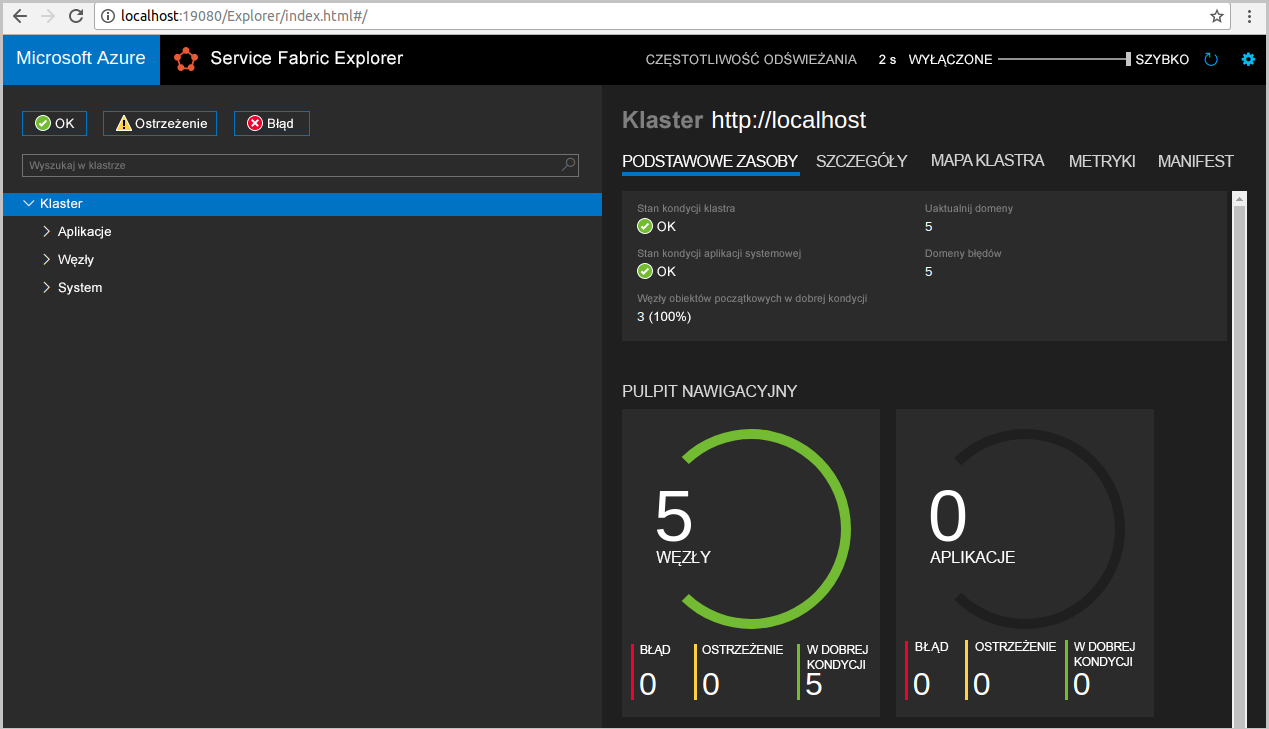 localhost:19080/Explorer/index.html#/
Microsoft Azure
Service Fabric Explorer
CZĘSTOTLIWOŚĆ ODŚWIEŻANIA 2 s WYŁĄCZONE SZYBKO
OK Ostrzeżenie Błąd
Wyszukaj w klastrze
Klaster
Aplikacje
Węzły
System
Klaster http://localhost
PODSTAWOWE ZASOBY SZCZEGÓŁY MAPA KLASTRA METRYKI MANIFEST
Stan kondycji klastra
OK
Uaktualnij domeny
5
Stan kondycji aplikacji systemowej
OK
Domeny błędów
5
Węzły obiektów początkowych w dobrej kondycji
3 (100%)
PULPIT NAWIGACYJNY
5
WĘZŁY
BŁĄD
0
OSTRZEŻENIE
0
W DOBREJ
KONDYCJI
5
0
APLIKACJE
BŁĄD
0
OSTRZEŻENIE
0
W DOBREJ
KONDYCJI
0